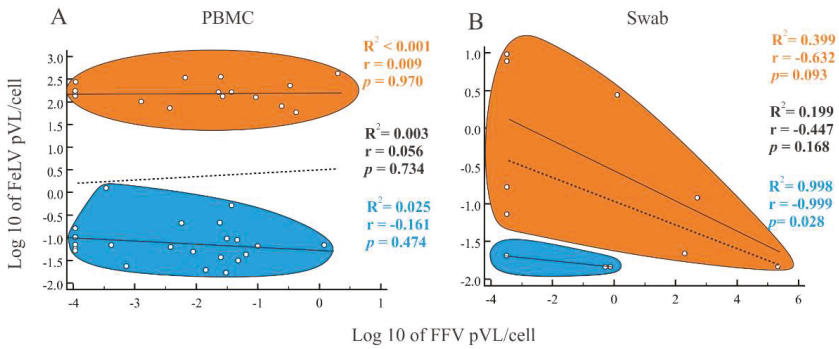 A
PBMC
Log 10 of FeLV pVL/cell
3.0
2.5
2.0
1.5
1.0
0.5
0.0
-0.5
-1.0
-1.5
-2.0
-4
-3
-2
-1
0
1
R² < 0.001
r = 0.009
p = 0.970
R²= 0.003
r = 0.056
p = 0.734
R²= 0.025
r = -0.161
p = 0.474
B
Swab
1.0
0.5
0.0
-0.5
-1.0
-1.5
-2.0
-4
-2
0
2
4
6
R²= 0.399
r = -0.632
p = 0.093
R²= 0.199
r = -0.447
p = 0.168
R²= 0.998
r = -0.999
p= 0.028
Log 10 of FFV pVL/cell